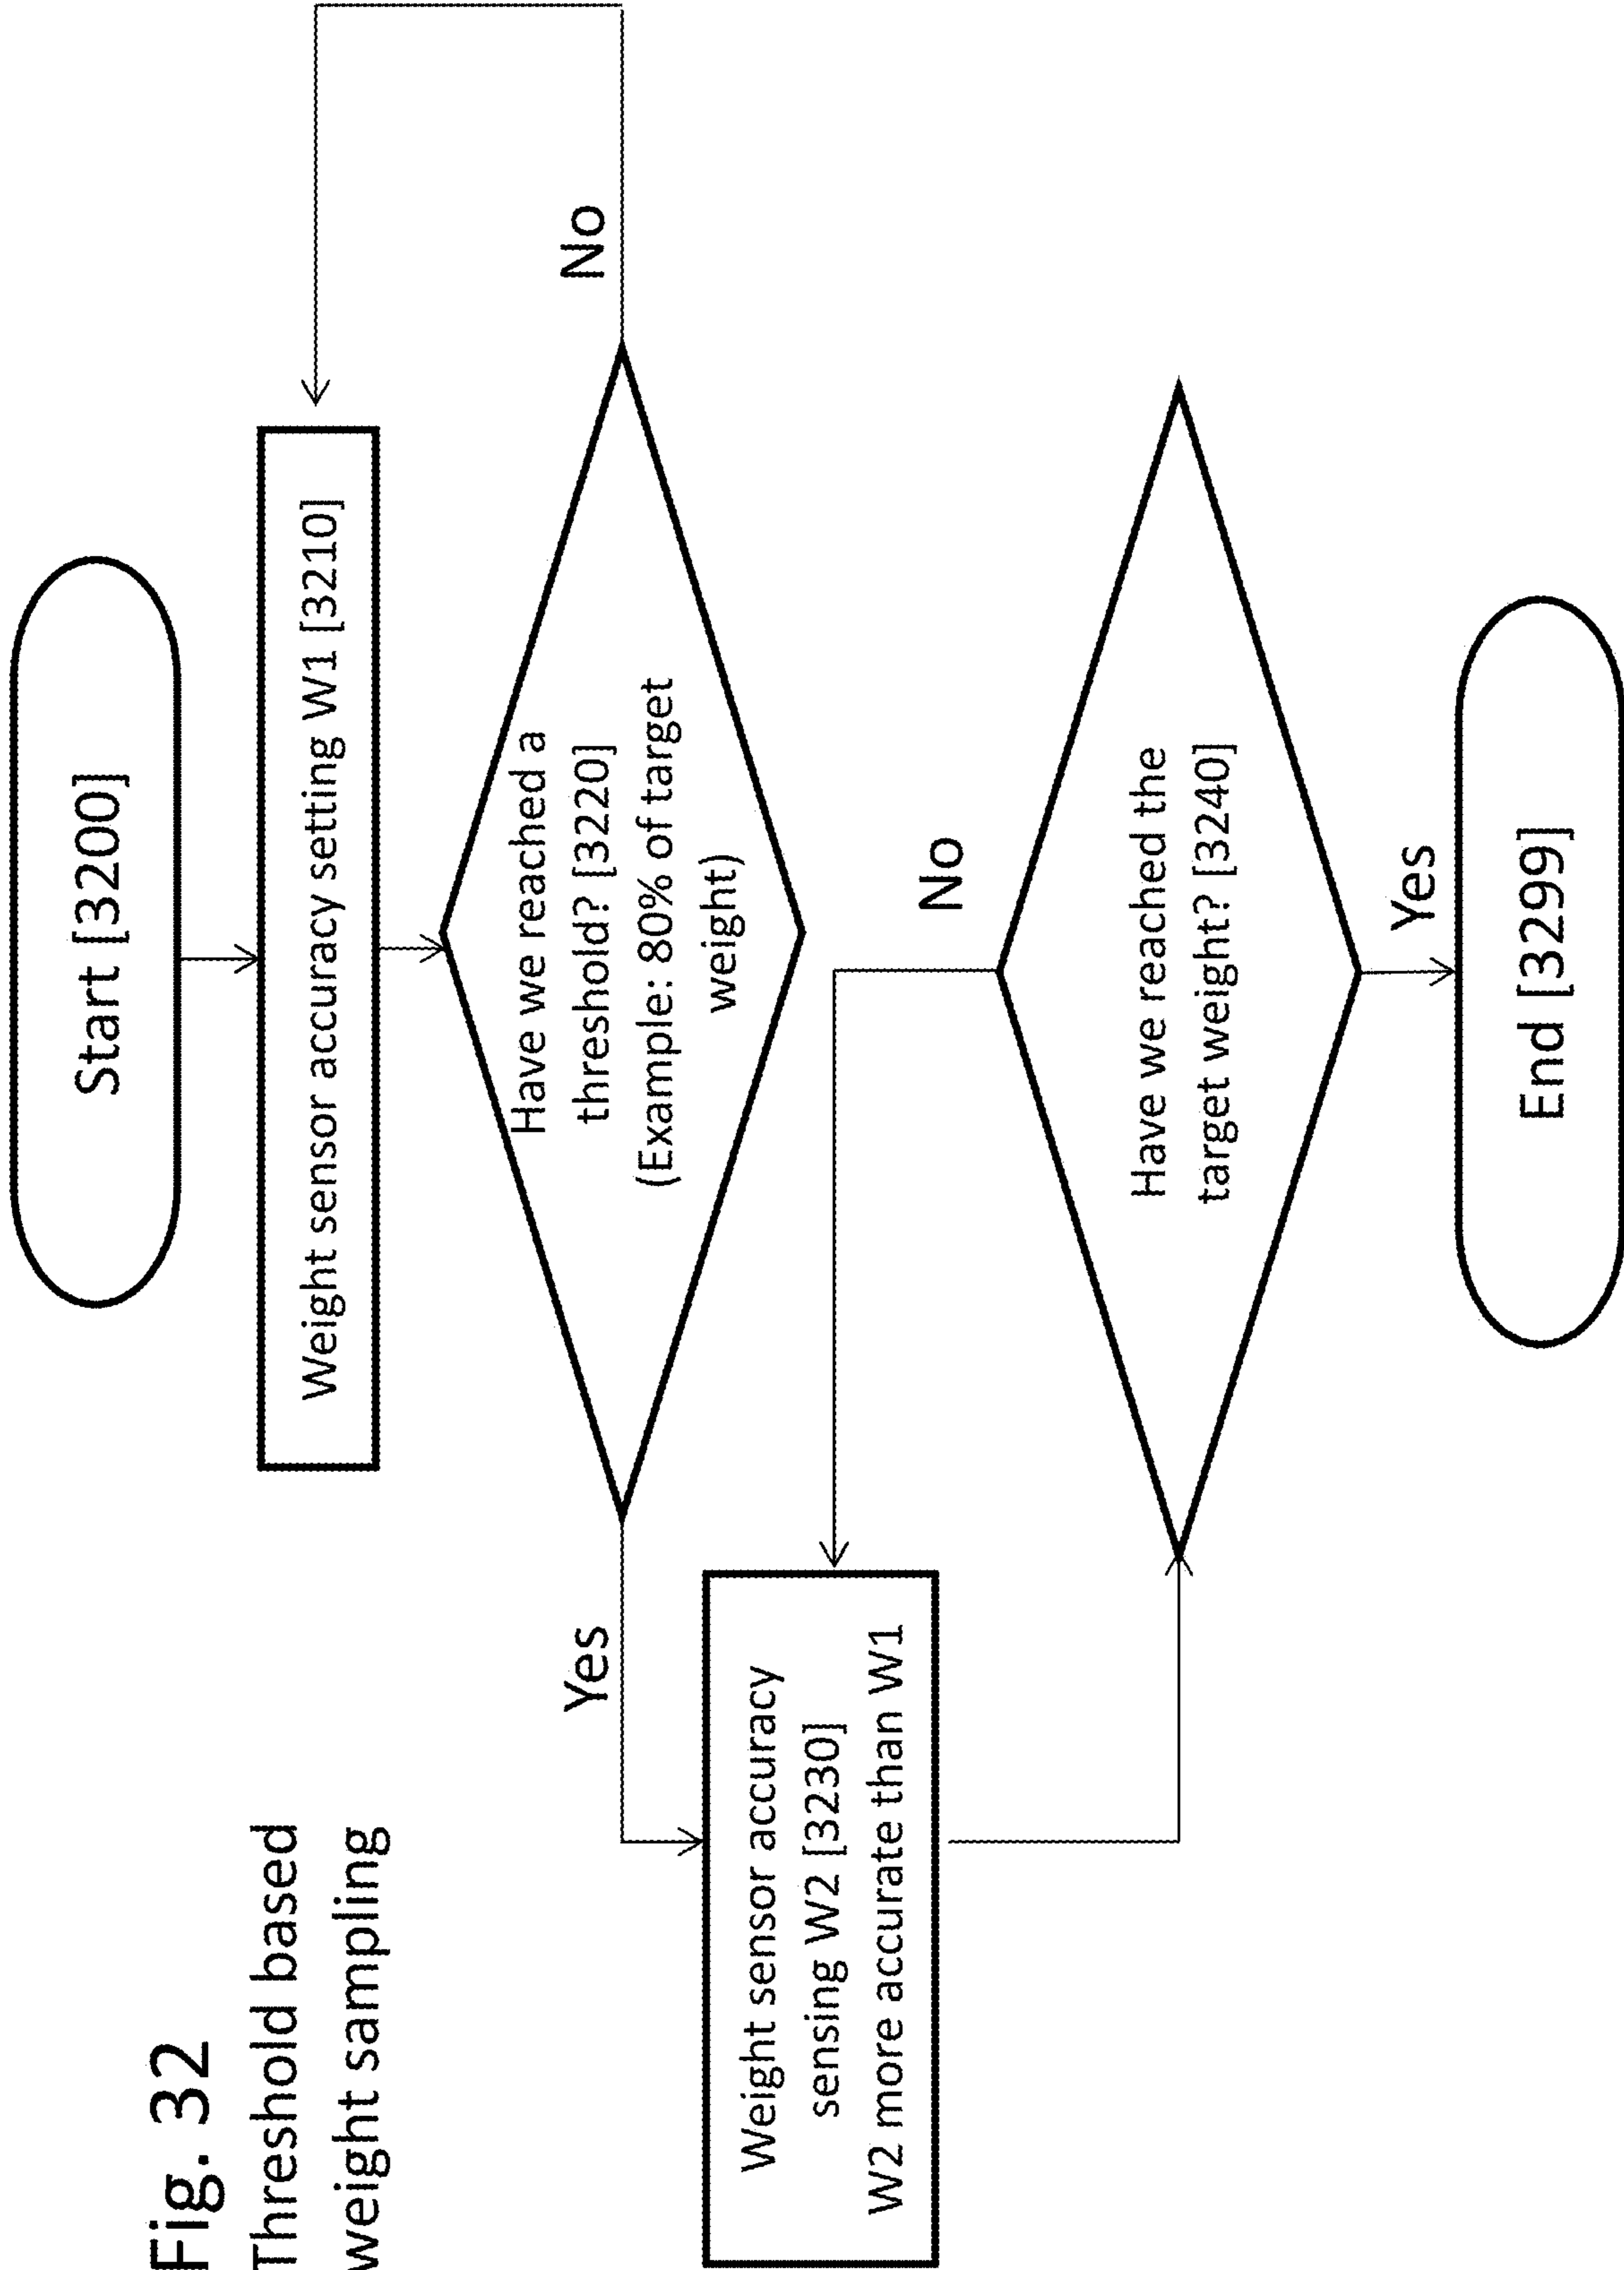 Fig. 32
Threshold based
weight sampling
Start [3200]
Weight sensor accuracy setting W1 [3210]
Have we reached a
threshold? [3220]
(Example: 80% of target
weight)
No
Yes
Weight sensor accuracy
sensing W2 [3230]
W2 more accurate than W1
No
Have we reached the
target weight? [3240]
Yes
End [3299]